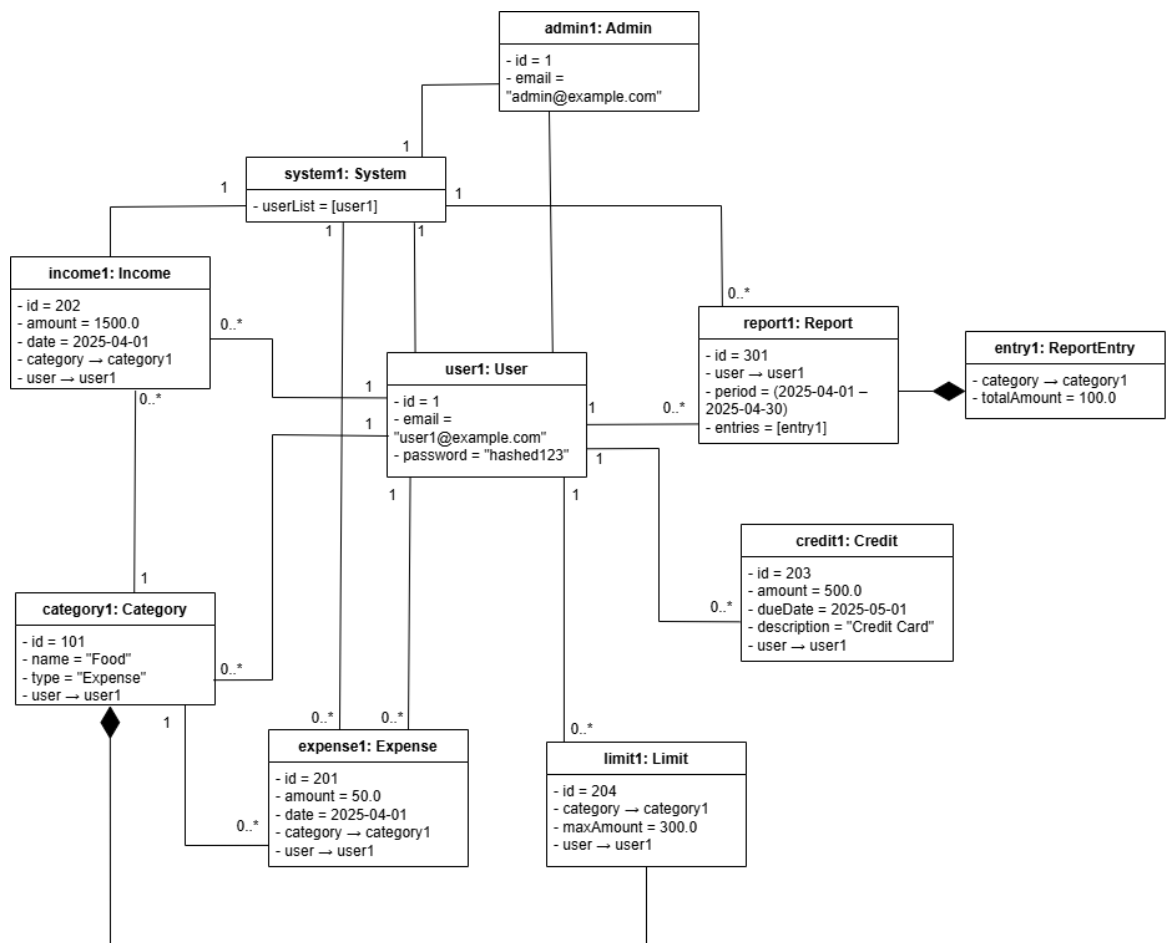 admin1: Admin
- id = 1
- email =
"admin@example.com"
1
system1: System
- userList = [user1]
1
1
1
1
income1: Income
- id = 202
- amount = 1500.0
- date = 2025-04-01
- category → category1
- user → user1
0..*
0..*
0..*
report1: Report
- id = 301
- user → user1
- period = (2025-04-01 –
2025-04-30)
- entries = [entry1]
entry1: ReportEntry
- category → category1
- totalAmount = 100.0
user1: User
- id = 1
- email =
"user1@example.com"
- password = "hashed123"
1
1
1
0..*
1
1
1
credit1: Credit
- id = 203
- amount = 500.0
- dueDate = 2025-05-01
- description = "Credit Card"
- user → user1
0..*
1
category1: Category
- id = 101
- name = "Food"
- type = "Expense"
- user → user1
0..*
1
0..*
0..*
0..*
expense1: Expense
- id = 201
- amount = 50.0
- date = 2025-04-01
- category → category1
- user → user1
0..*
limit1: Limit
- id = 204
- category → category1
- maxAmount = 300.0
- user → user1